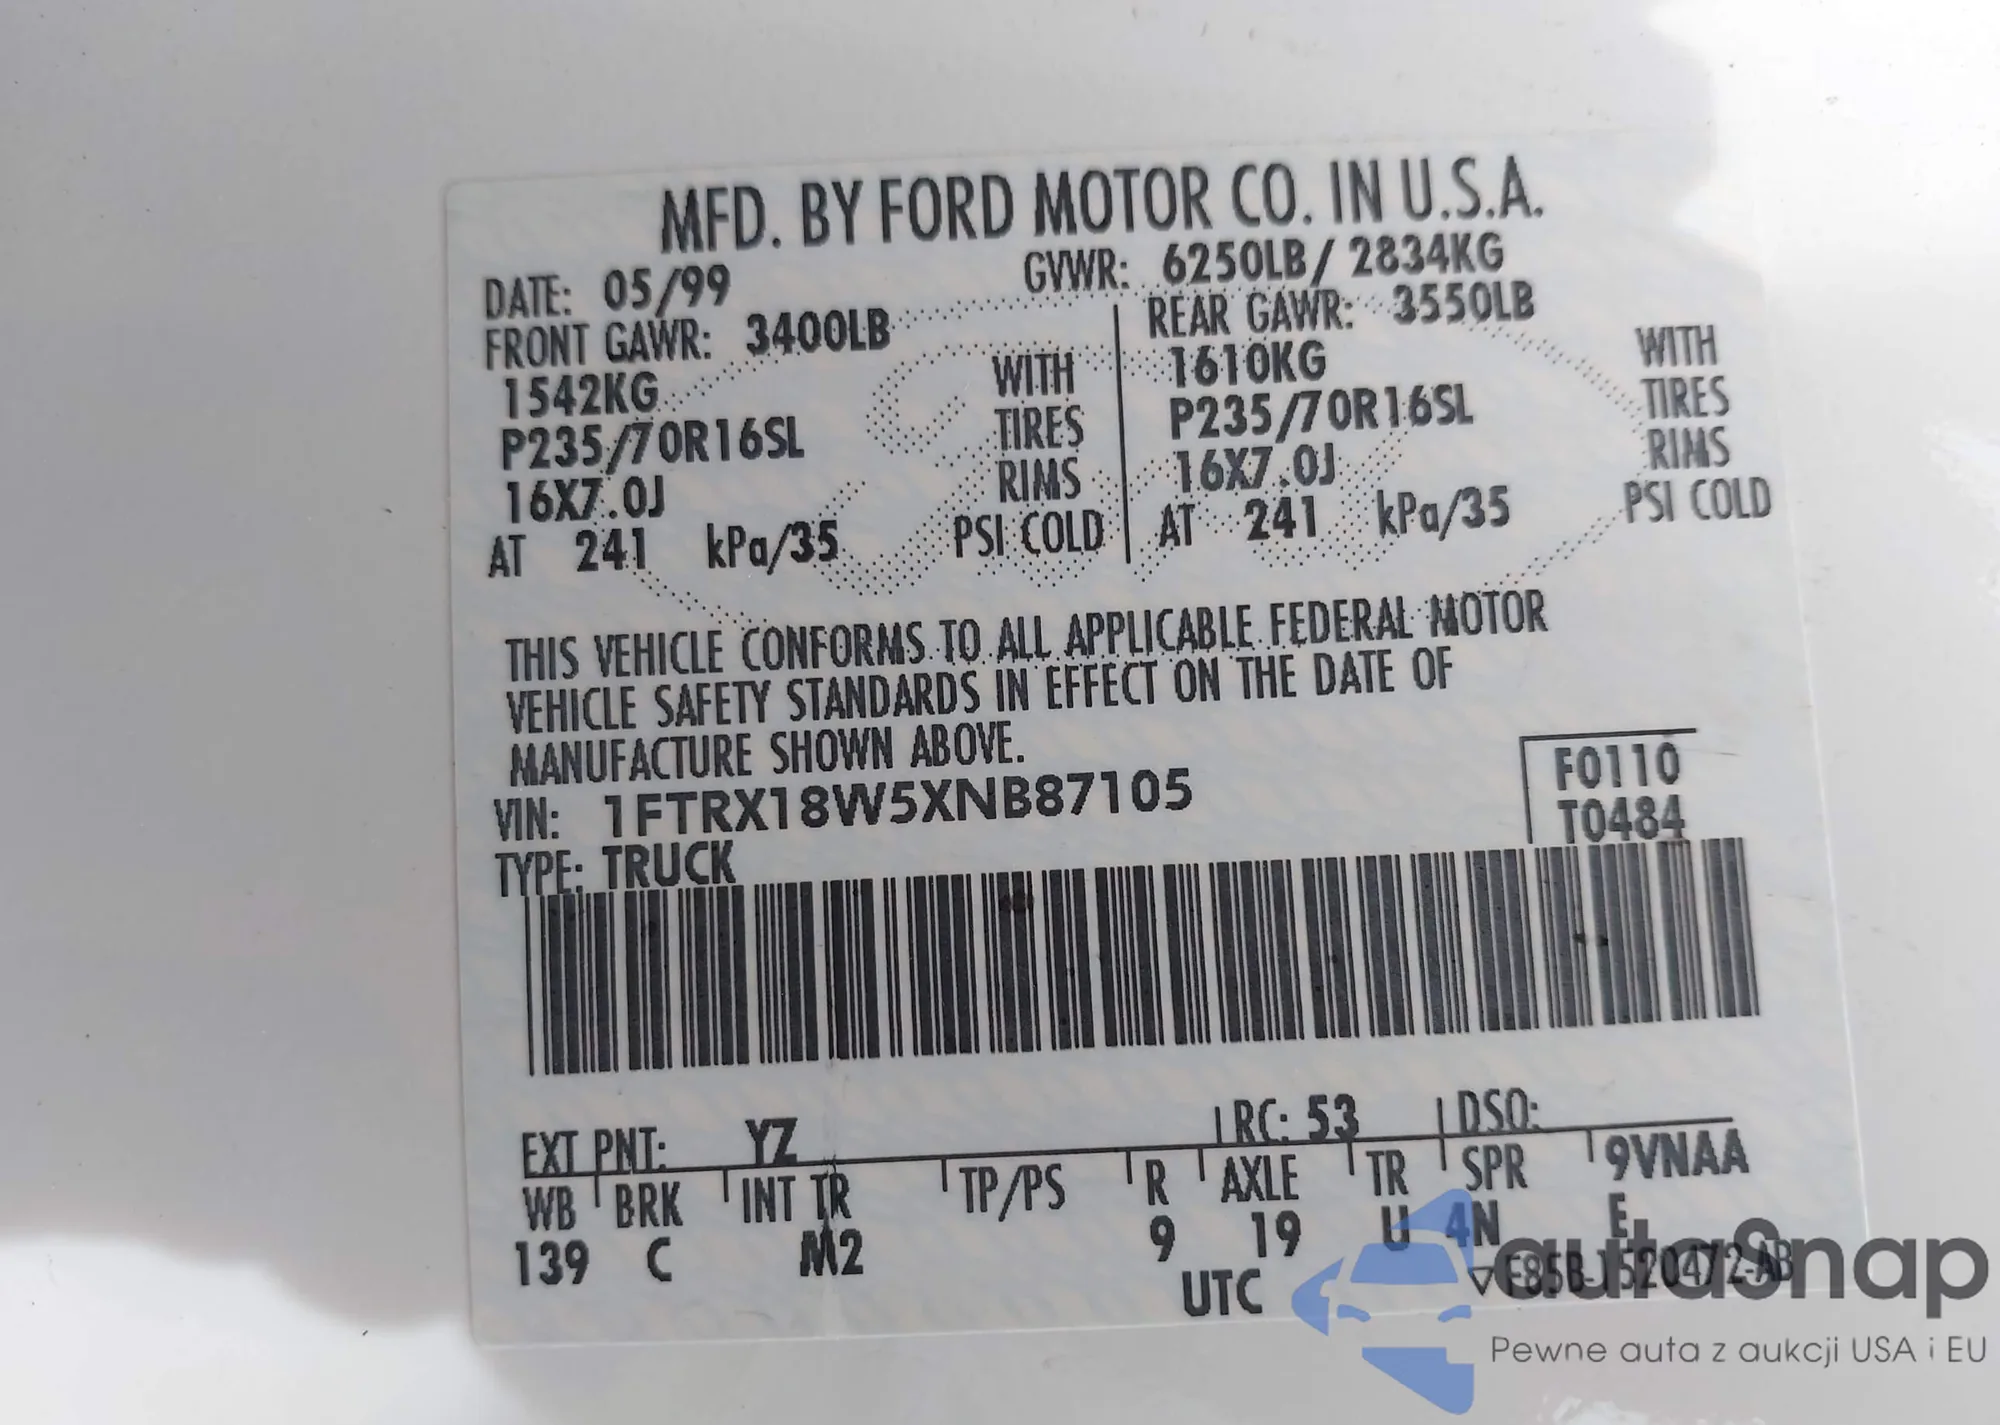 MFD. BY FORD MOTOR CO. IN U.S.A.
DATE: 05/99 GVWR: 6250LB/ 2834KG
FRONT GAWR: 3400LB REAR GAWR: 3550LB
1542KG WITH 1610KG WITH
P235/70R16SL TIRES P235/70R16SL TIRES
16X7.0J RIMS 16X7.0J RIMS
AT 241 kPa/35 PSI COLD AT 241 kPa/35 PSI COLD
THIS VEHICLE CONFORMS TO ALL APPLICABLE FEDERAL MOTOR
VEHICLE SAFETY STANDARDS IN EFFECT ON THE DATE OF
MANUFACTURE SHOWN ABOVE.
VIN: 1FTRX18W5XNB87105 F0110
TYPE: TRUCK T0484
EXT PNT: YZ RC: 53 DSO:
WB BRK INT TR TP/PS R AXLE TR SPR 9VNAA
139 C M2 9 19 U 4N E
UTC F85B-1520472-AB
autosnap
Pewne auta z aukcji USA i EU